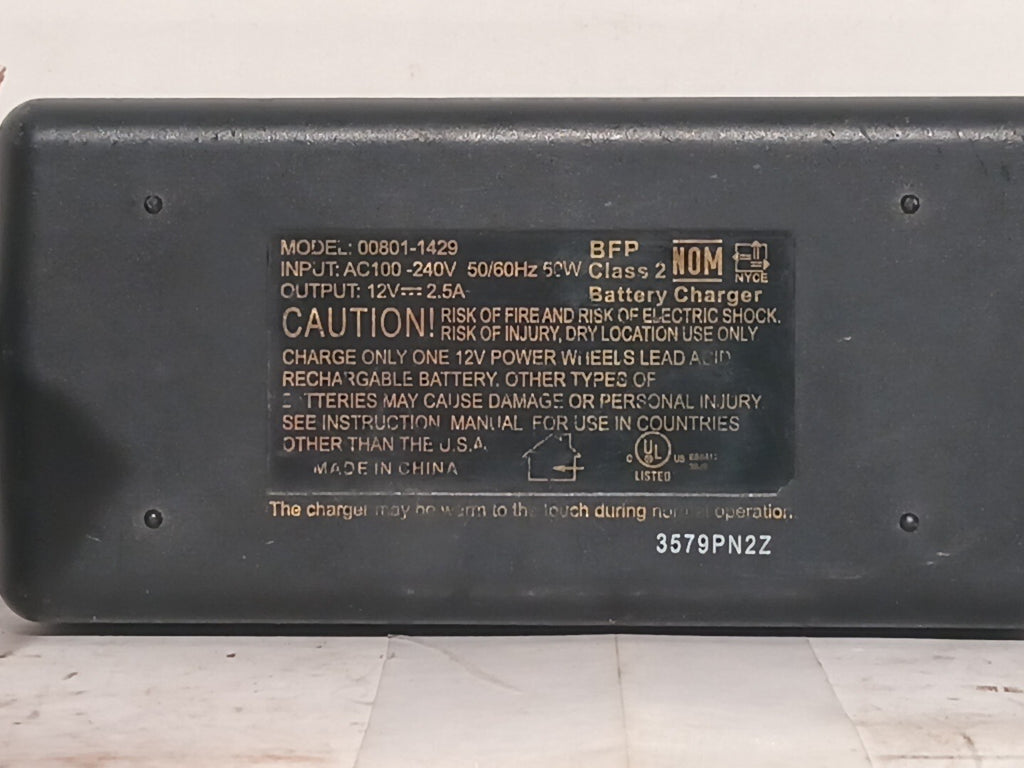 MODEL: 00801-1429
INPUT: AC100 -240V 50/60Hz
OUTPUT: 12V⎓ 2.5A
BFP
Class 2
Battery Charger
NOM
NYCE
CAUTION! RISK OF FIRE AND RISK OF ELECTRIC SHOCK.
RISK OF INJURY, DRY LOCATION USE ONLY
CHARGE ONLY ONE 12V POWER WHEELS LEAD ACID
RECHARGABLE BATTERY. OTHER TYPES OF
BATTERIES MAY CAUSE DAMAGE OR PERSONAL INJURY
SEE INSTRUCTION MANUAL FOR USE IN COUNTRIES
OTHER THAN THE U.S.A.
MADE IN CHINA
C UL US
LISTED
The charger may be warm to the touch during normal operation.
3579PN2Z